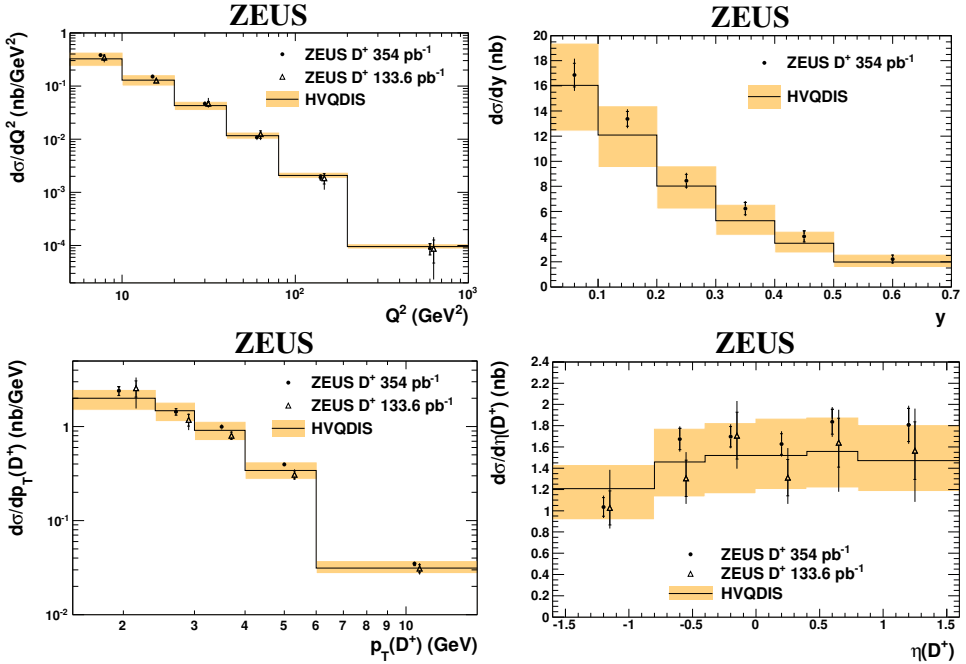 ZEUS
dσ/dQ² (nb/GeV²)
1
10⁻¹
10⁻²
10⁻³
10⁻⁴
ZEUS D⁺ 354 pb⁻¹
ZEUS D⁺ 133.6 pb⁻¹
HVQDIS
10 10² 10³
Q² (GeV²)
ZEUS
dσ/dy (nb)
20
18
16
14
12
10
8
6
4
2
0
ZEUS D⁺ 354 pb⁻¹
HVQDIS
0.1 0.2 0.3 0.4 0.5 0.6 0.7
y
ZEUS
dσ/dp_T(D⁺) (nb/GeV)
1
10⁻¹
10⁻²
ZEUS D⁺ 354 pb⁻¹
ZEUS D⁺ 133.6 pb⁻¹
HVQDIS
2 3 4 5 6 7 8 10
p_T(D⁺) (GeV)
ZEUS
dσ/dη(D⁺) (nb)
2.4
2.2
2
1.8
1.6
1.4
1.2
1
0.8
0.6
0.4
0.2
0
ZEUS D⁺ 354 pb⁻¹
ZEUS D⁺ 133.6 pb⁻¹
HVQDIS
-1.5 -1 -0.5 0 0.5 1 1.5
η(D⁺)